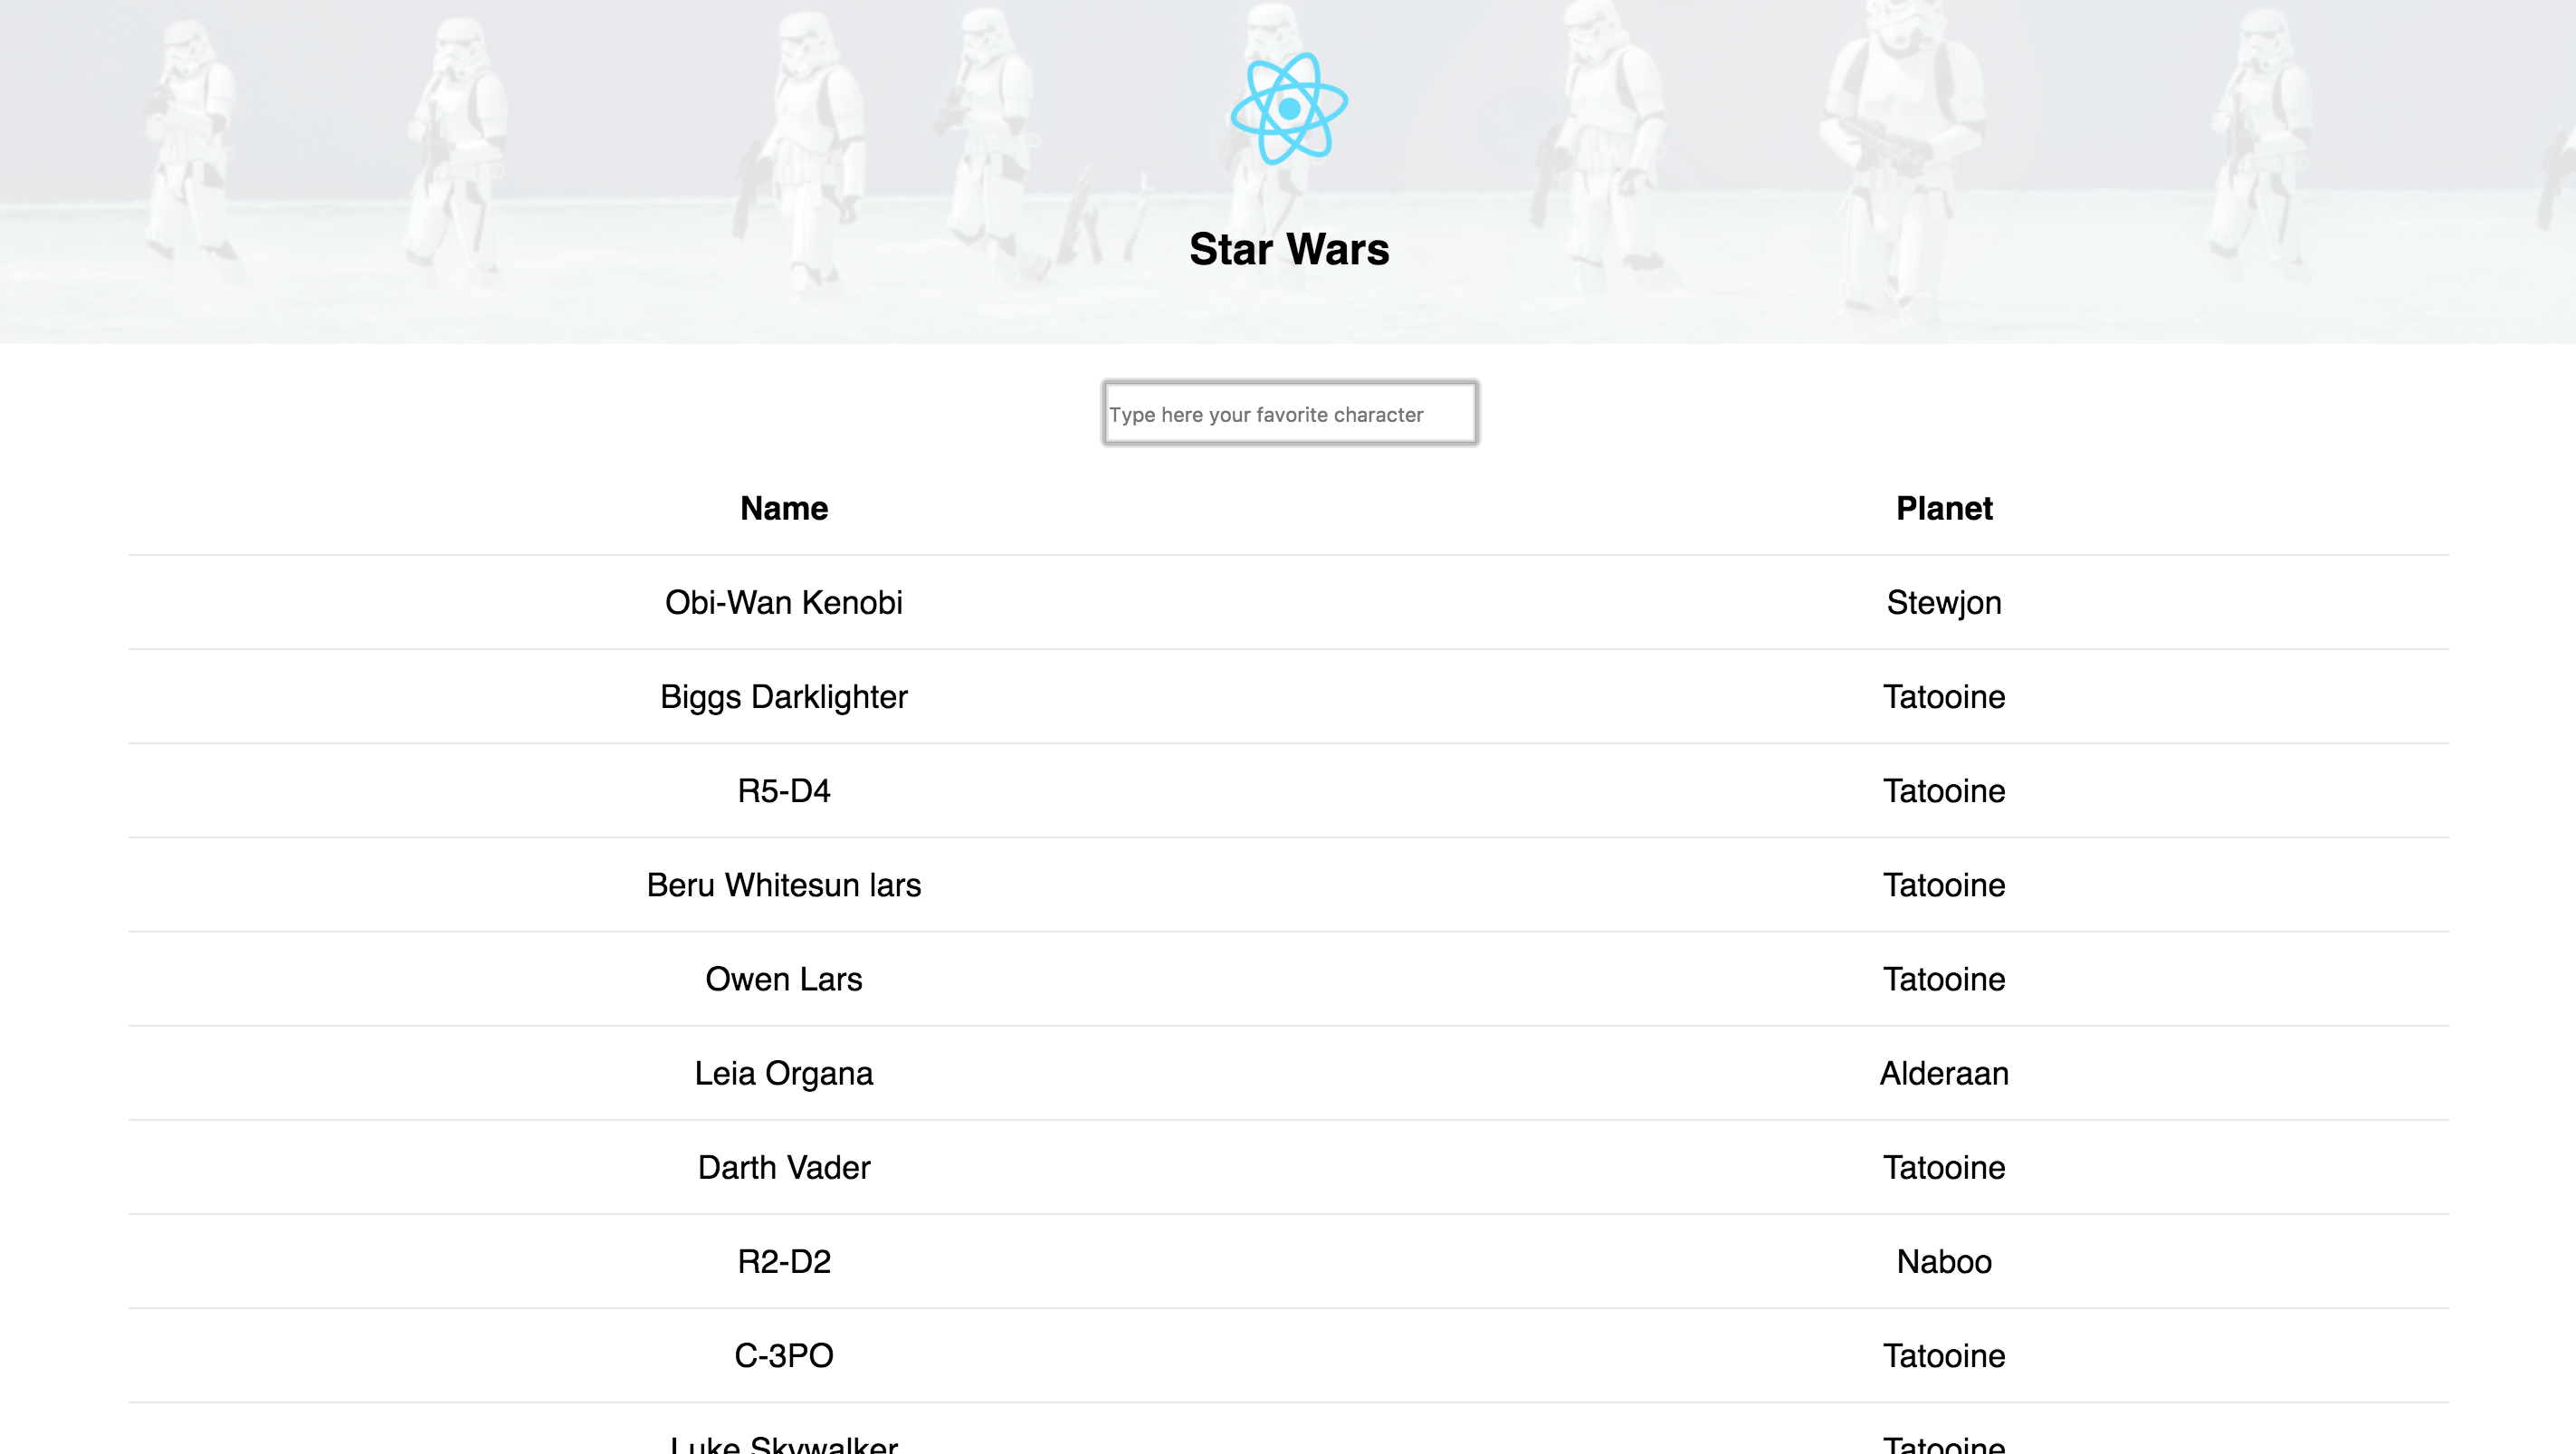 Star Wars
Type here your favorite character
Name Planet
Obi-Wan Kenobi Stewjon
Biggs Darklighter Tatooine
R5-D4 Tatooine
Beru Whitesun lars Tatooine
Owen Lars Tatooine
Leia Organa Alderaan
Darth Vader Tatooine
R2-D2 Naboo
C-3PO Tatooine
Luke Skywalker Tatooine